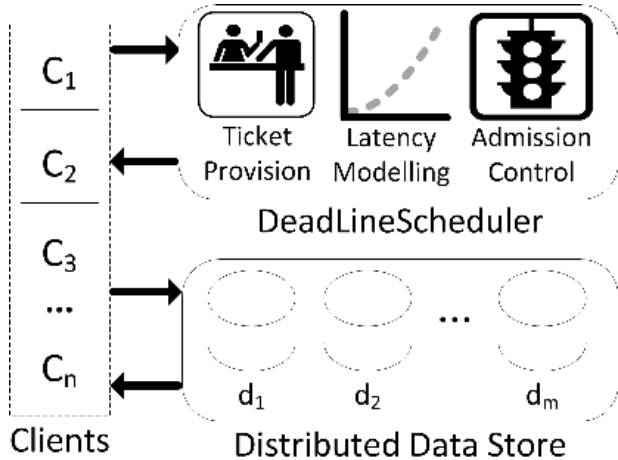 C₁
C₂
C₃
...
Cₙ
Clients
Ticket Provision
Latency Modelling
Admission Control
DeadLineScheduler
...
d₁ d₂ dₘ
Distributed Data Store